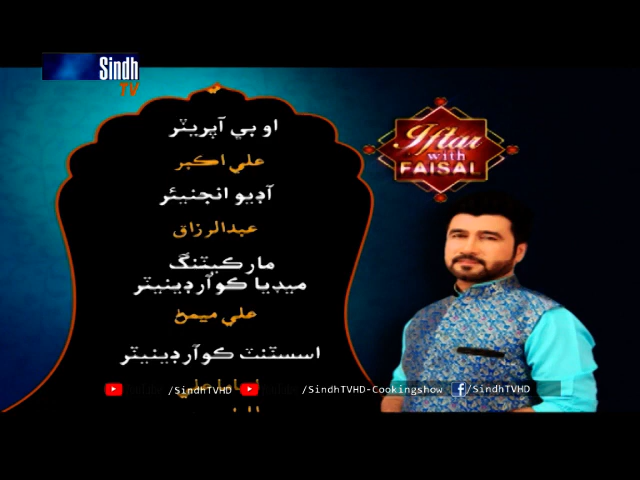 Sindh
TV
Iftar
with
FAISAL
او بي آپريٽر
علي اڪبر
آڊيو انجنيئر
عبدالرزاق
مارڪيٽنگ
ميڊيا ڪوآرڊينيٽر
علي ميمڻ
اسسٽنٽ ڪوآرڊينيٽر
علي
/SindhTVHD
/SindhTVHD-Cookingshow
/SindhTVHD